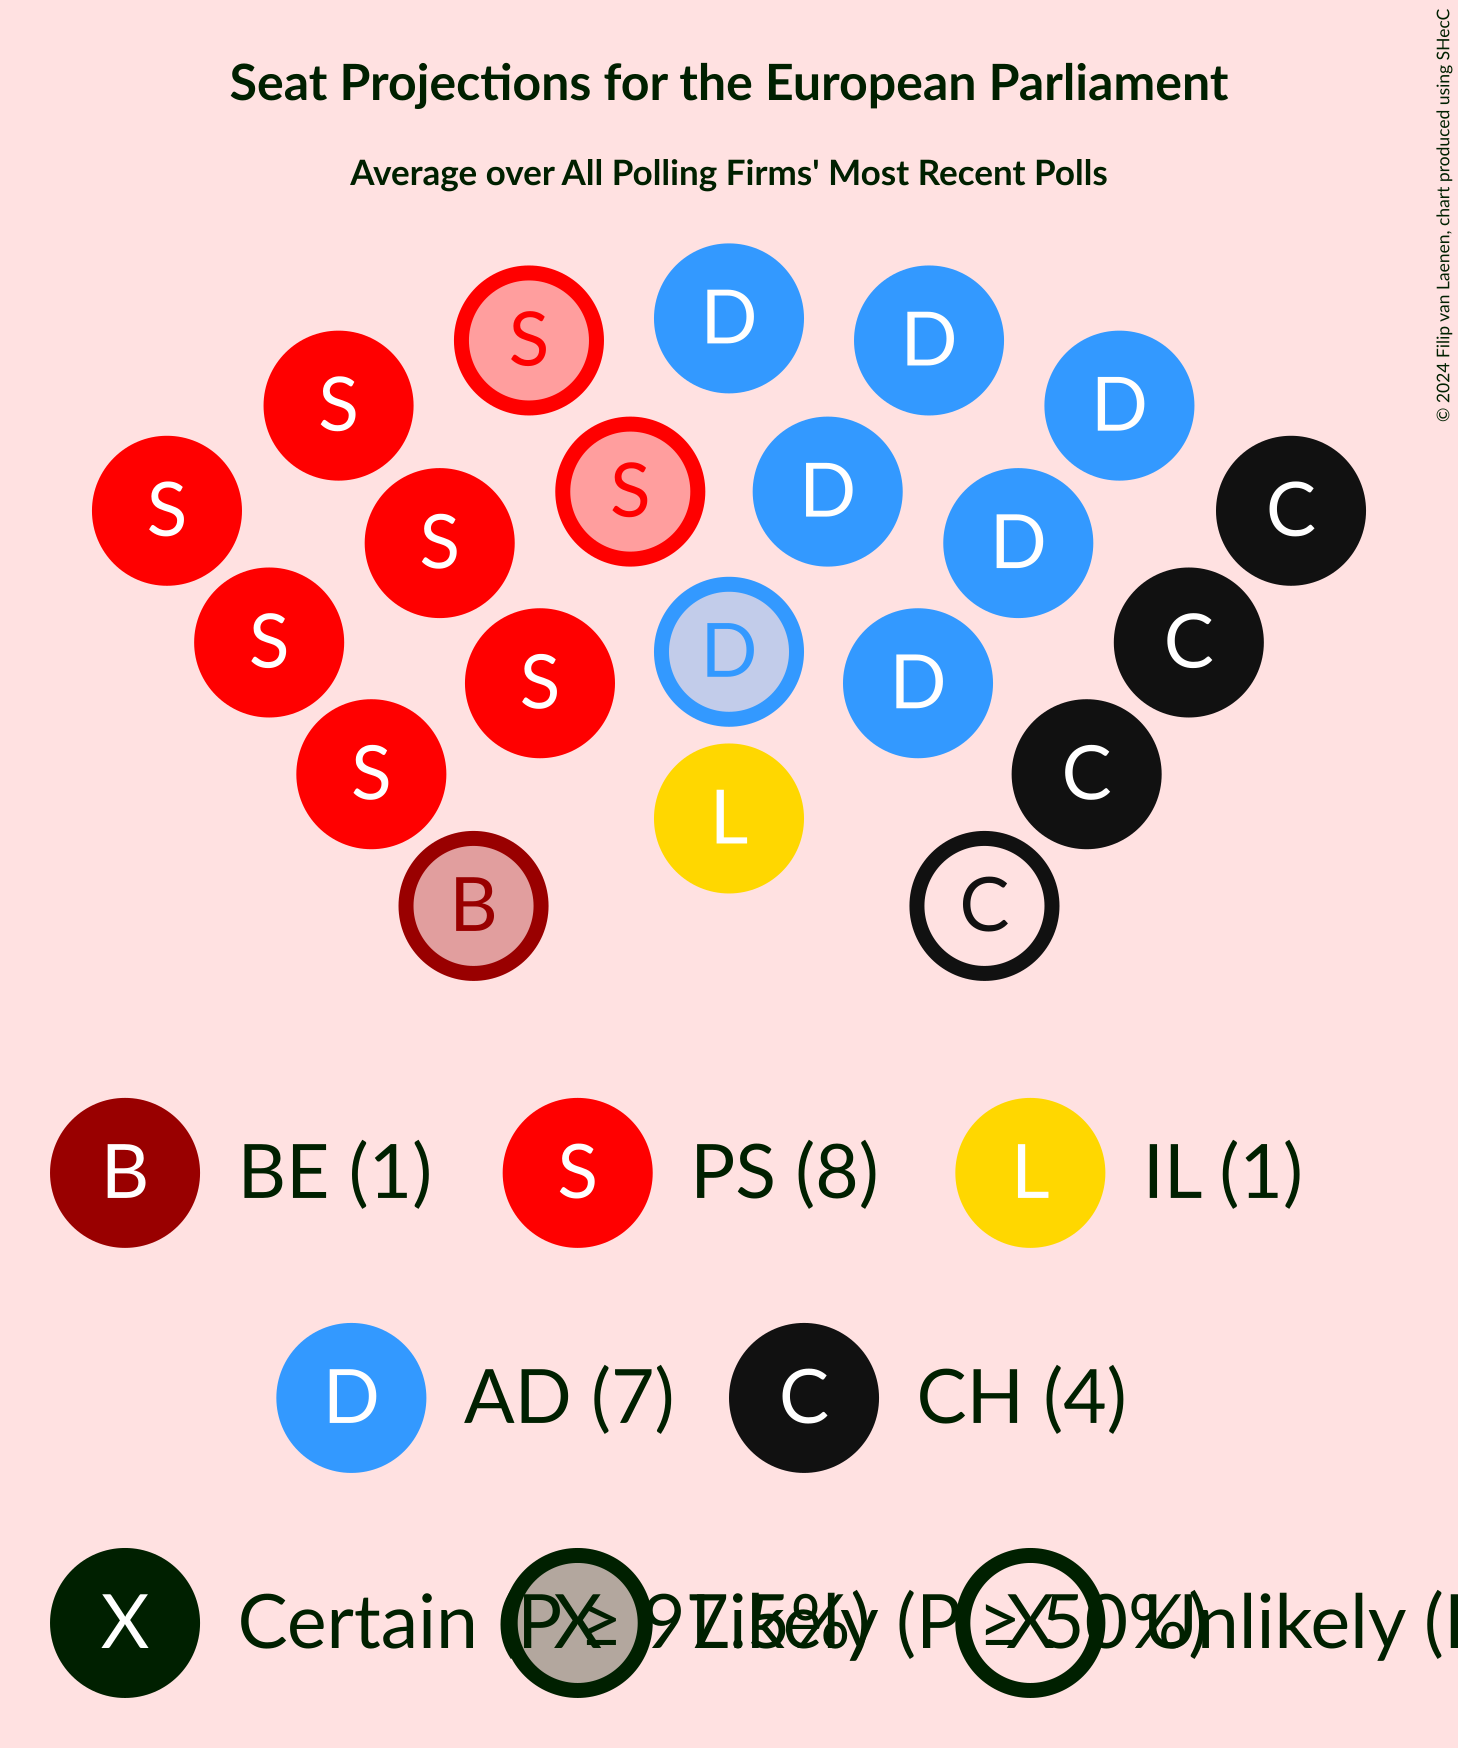 Seat Projections for the European Parliament
Average over All Polling Firms' Most Recent Polls
© 2024 Filip van Laenen, chart produced using SHecC
D
S D
S D
S D
S C
S D
D
S C
D
S D
S C
L
B C
B BE (1) S PS (8) L IL (1)
D AD (7) C CH (4)
X Certain (P ≥ 97.5%) X Likely (P ≥ 50%) X Unlikely (